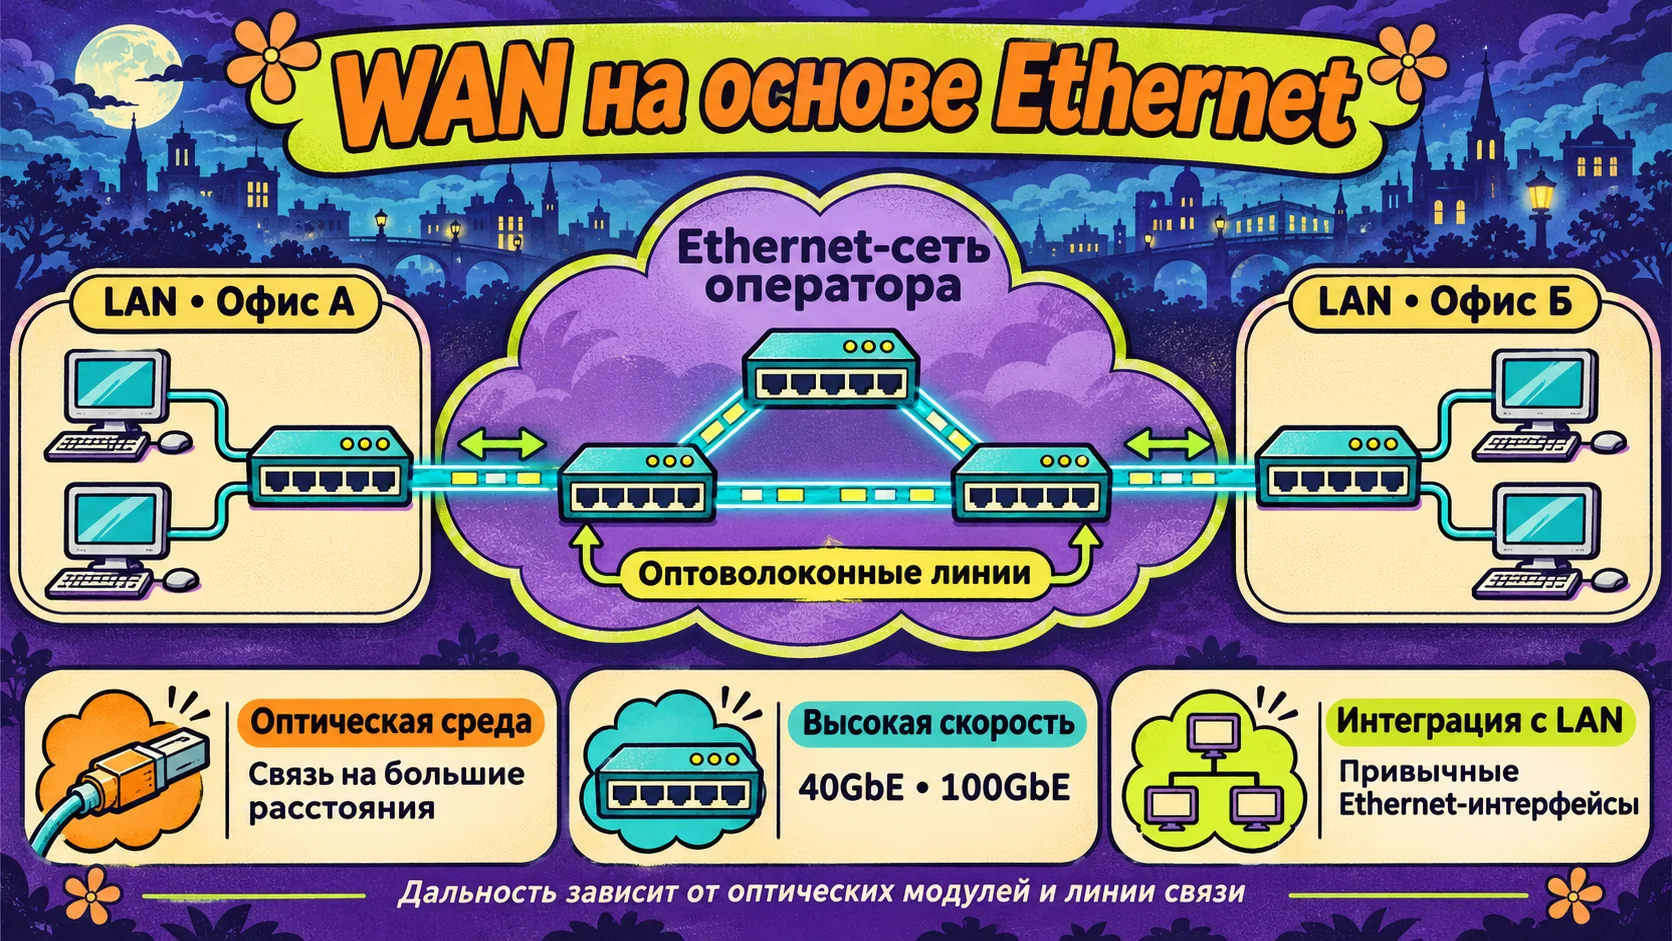 WAN на основе Ethernet
Ethernet-сеть
оператора
LAN • Офис А
LAN • Офис Б
Оптоволоконные линии
Оптическая среда
Связь на большие
расстояния
Высокая скорость
40GbE • 100GbE
Интеграция с LAN
Привычные
Ethernet-интерфейсы
Дальность зависит от оптических модулей и линии связи